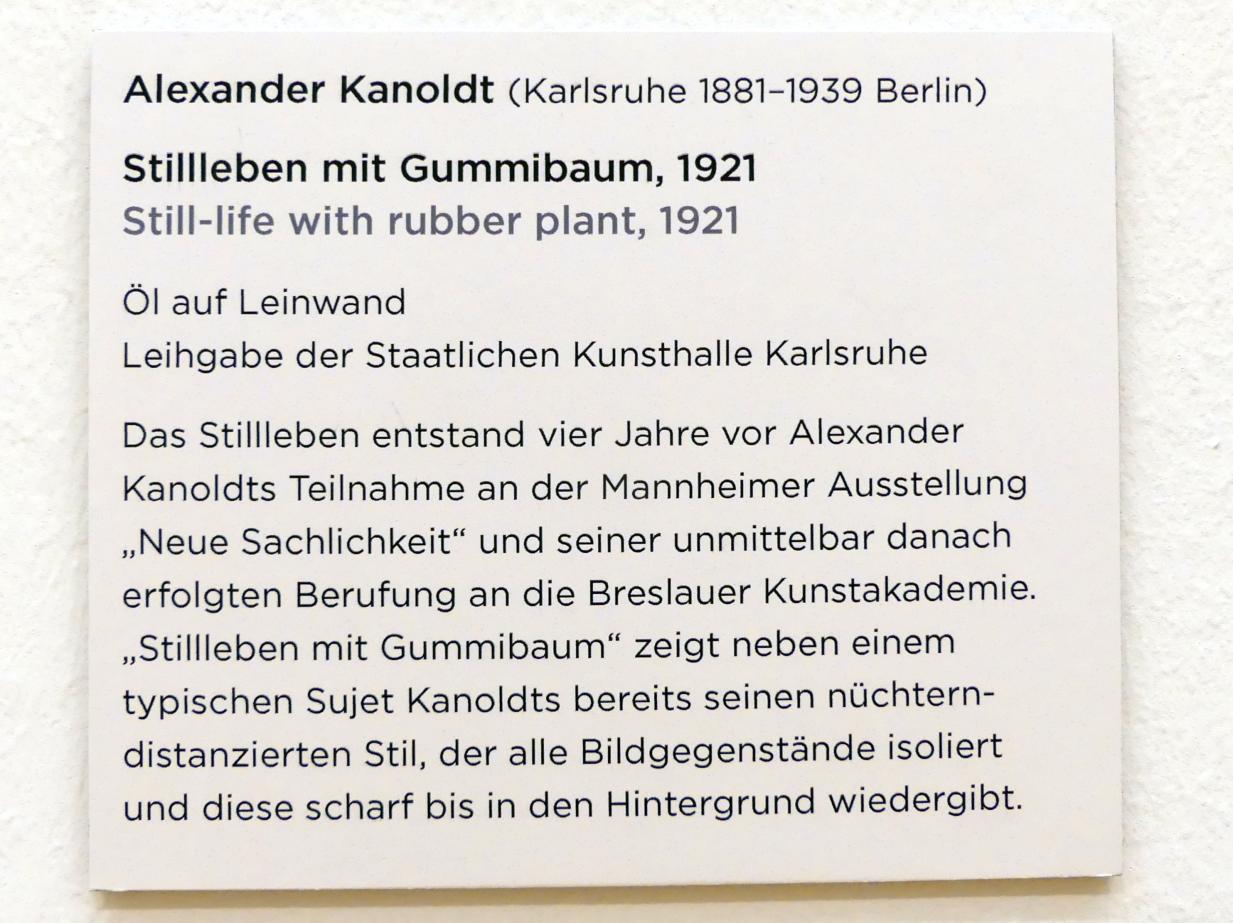 Alexander Kanoldt (Karlsruhe 1881–1939 Berlin)
Stillleben mit Gummibaum, 1921
Still-life with rubber plant, 1921
Öl auf Leinwand
Leihgabe der Staatlichen Kunsthalle Karlsruhe
Das Stillleben entstand vier Jahre vor Alexander
Kanoldts Teilnahme an der Mannheimer Ausstellung
„Neue Sachlichkeit“ und seiner unmittelbar danach
erfolgten Berufung an die Breslauer Kunstakademie.
„Stillleben mit Gummibaum“ zeigt neben einem
typischen Sujet Kanoldts bereits seinen nüchtern-
distanzierten Stil, der alle Bildgegenstände isoliert
und diese scharf bis in den Hintergrund wiedergibt.